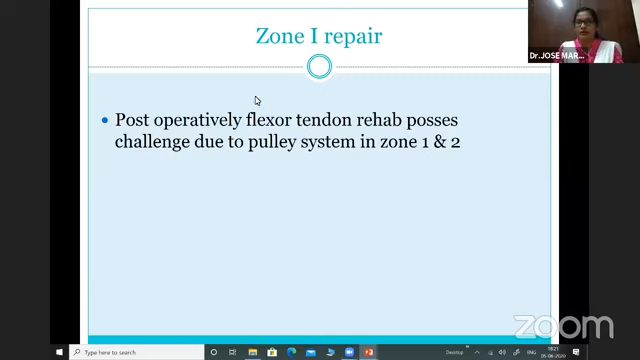 Zone I repair
Dr.JOSE MAR...
Post operatively flexor tendon rehab posses
challenge due to pulley system in zone 1 & 2
zoom
Type here to search
Desktop
ENG
18:21
05-06-2020